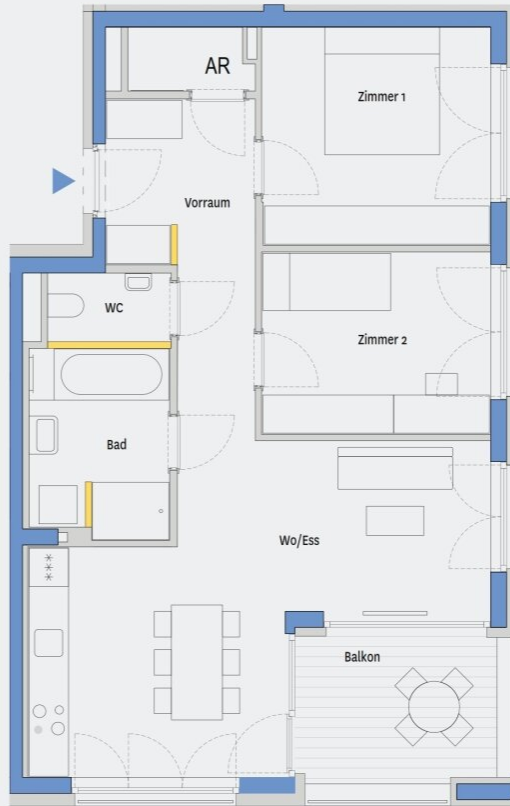 AR
Zimmer 1
Vorraum
WC
Zimmer 2
Bad
Wo/Ess
Balkon